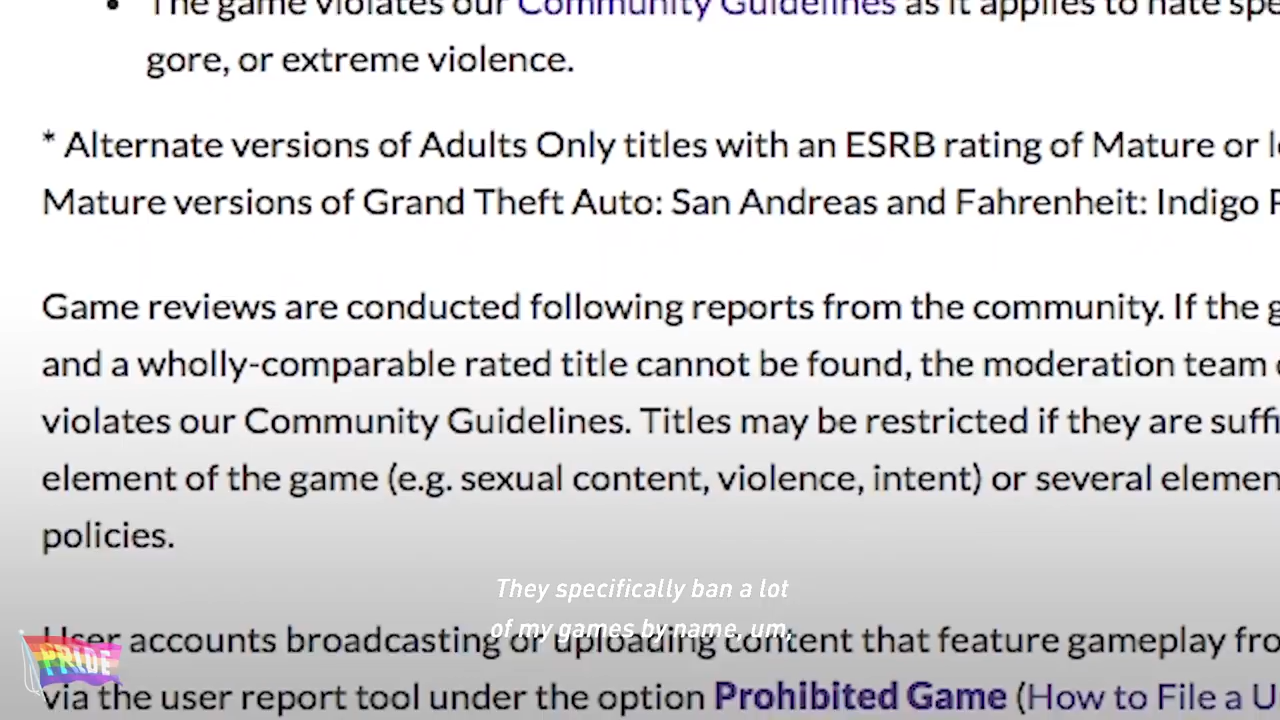 The game violates our Community Guidelines as it applies to hate spe
gore, or extreme violence.
* Alternate versions of Adults Only titles with an ESRB rating of Mature or l
Mature versions of Grand Theft Auto: San Andreas and Fahrenheit: Indigo P
Game reviews are conducted following reports from the community. If the g
and a wholly-comparable rated title cannot be found, the moderation team
violates our Community Guidelines. Titles may be restricted if they are suffi
element of the game (e.g. sexual content, violence, intent) or several elemen
policies.
They specifically ban a lot
of my games by name, um,
User accounts broadcasting or uploading content that feature gameplay fro
PRIDE
via the user report tool under the option Prohibited Game (How to File a U